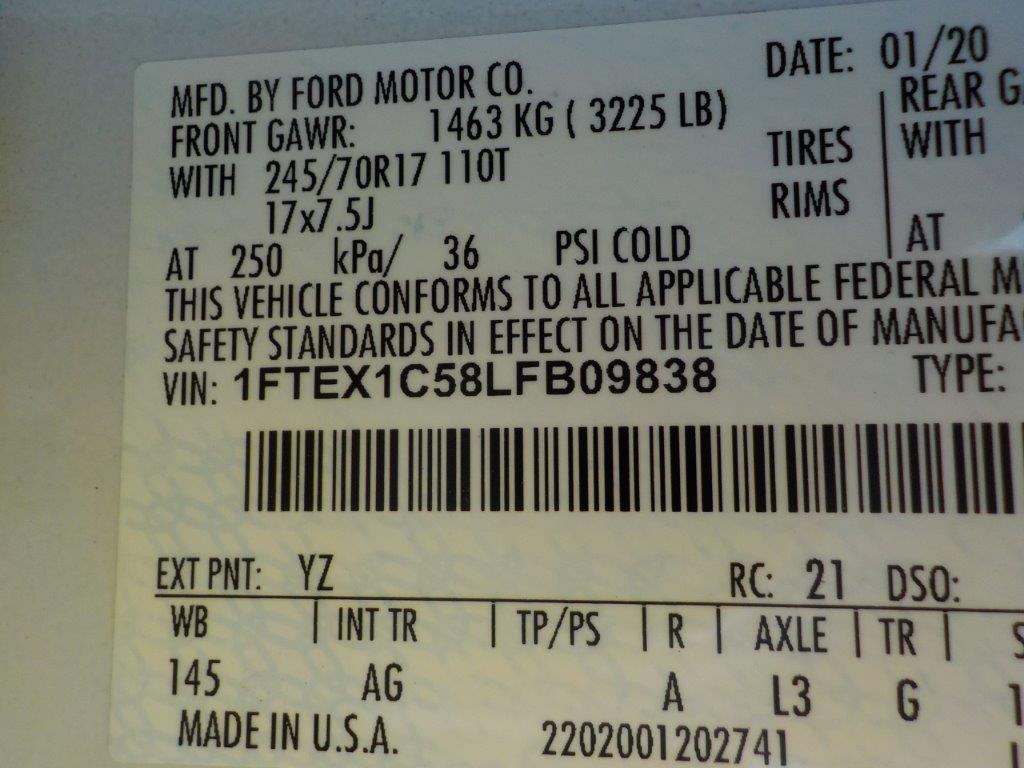 DATE: 01/20
MFD. BY FORD MOTOR CO.
FRONT GAWR: 1463 KG ( 3225 LB) REAR G
WITH 245/70R17 110T TIRES WITH
17x7.5J RIMS
AT 250 kPa/ 36 PSI COLD AT
THIS VEHICLE CONFORMS TO ALL APPLICABLE FEDERAL M
SAFETY STANDARDS IN EFFECT ON THE DATE OF MANUFA
VIN: 1FTEX1C58LFB09838 TYPE:
EXT PNT: YZ RC: 21 DSO:
WB | INT TR | TP/PS | R | AXLE | TR | S
145 AG A L3 G 1
MADE IN U.S.A. 2202001202741